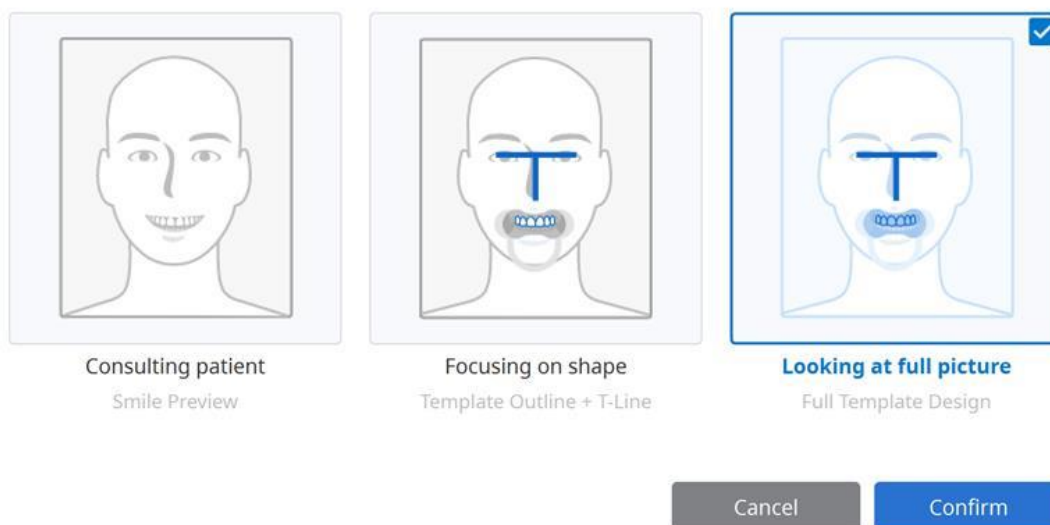 Consulting patient
Smile Preview
Focusing on shape
Template Outline + T-Line
Looking at full picture
Full Template Design
Cancel
Confirm